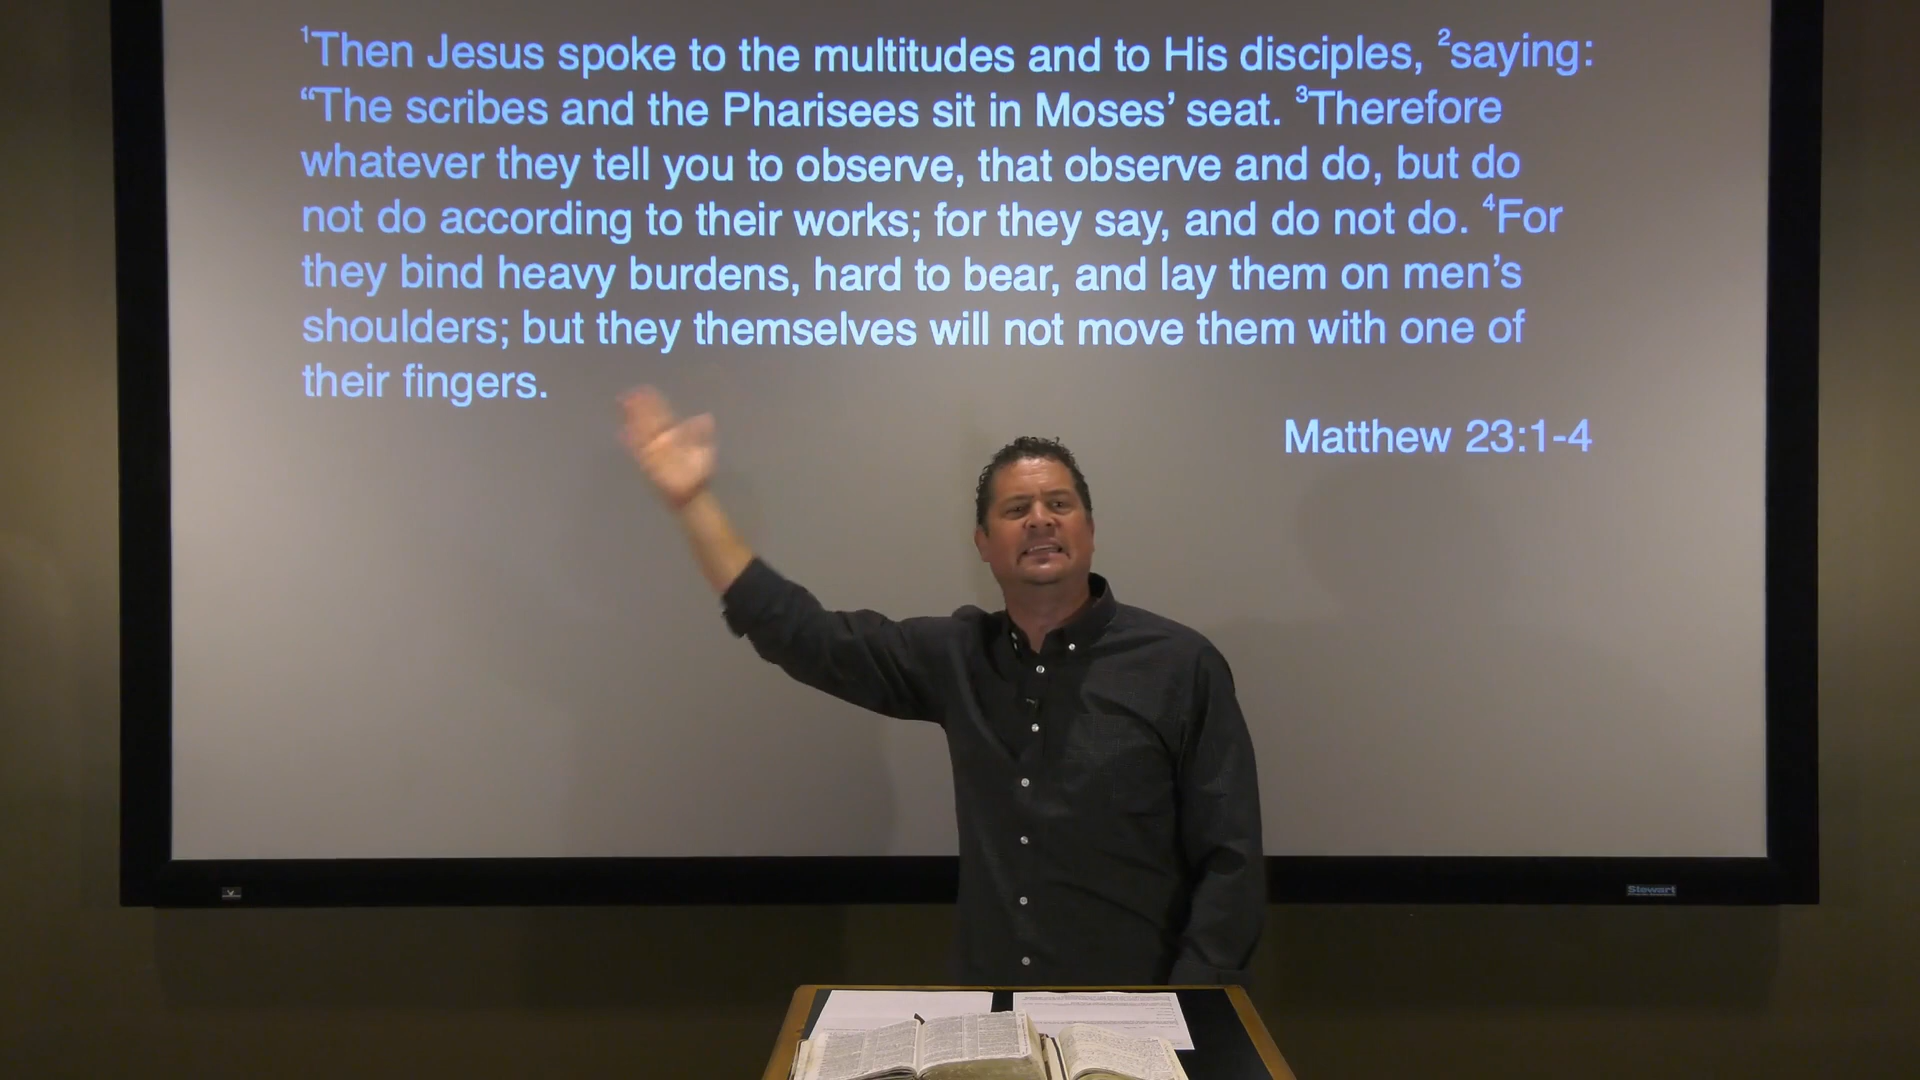 ¹Then Jesus spoke to the multitudes and to His disciples, ²saying:
“The scribes and the Pharisees sit in Moses’ seat. ³Therefore
whatever they tell you to observe, that observe and do, but do
not do according to their works; for they say, and do not do. ⁴For
they bind heavy burdens, hard to bear, and lay them on men’s
shoulders; but they themselves will not move them with one of
their fingers.
Matthew 23:1-4
Stewart